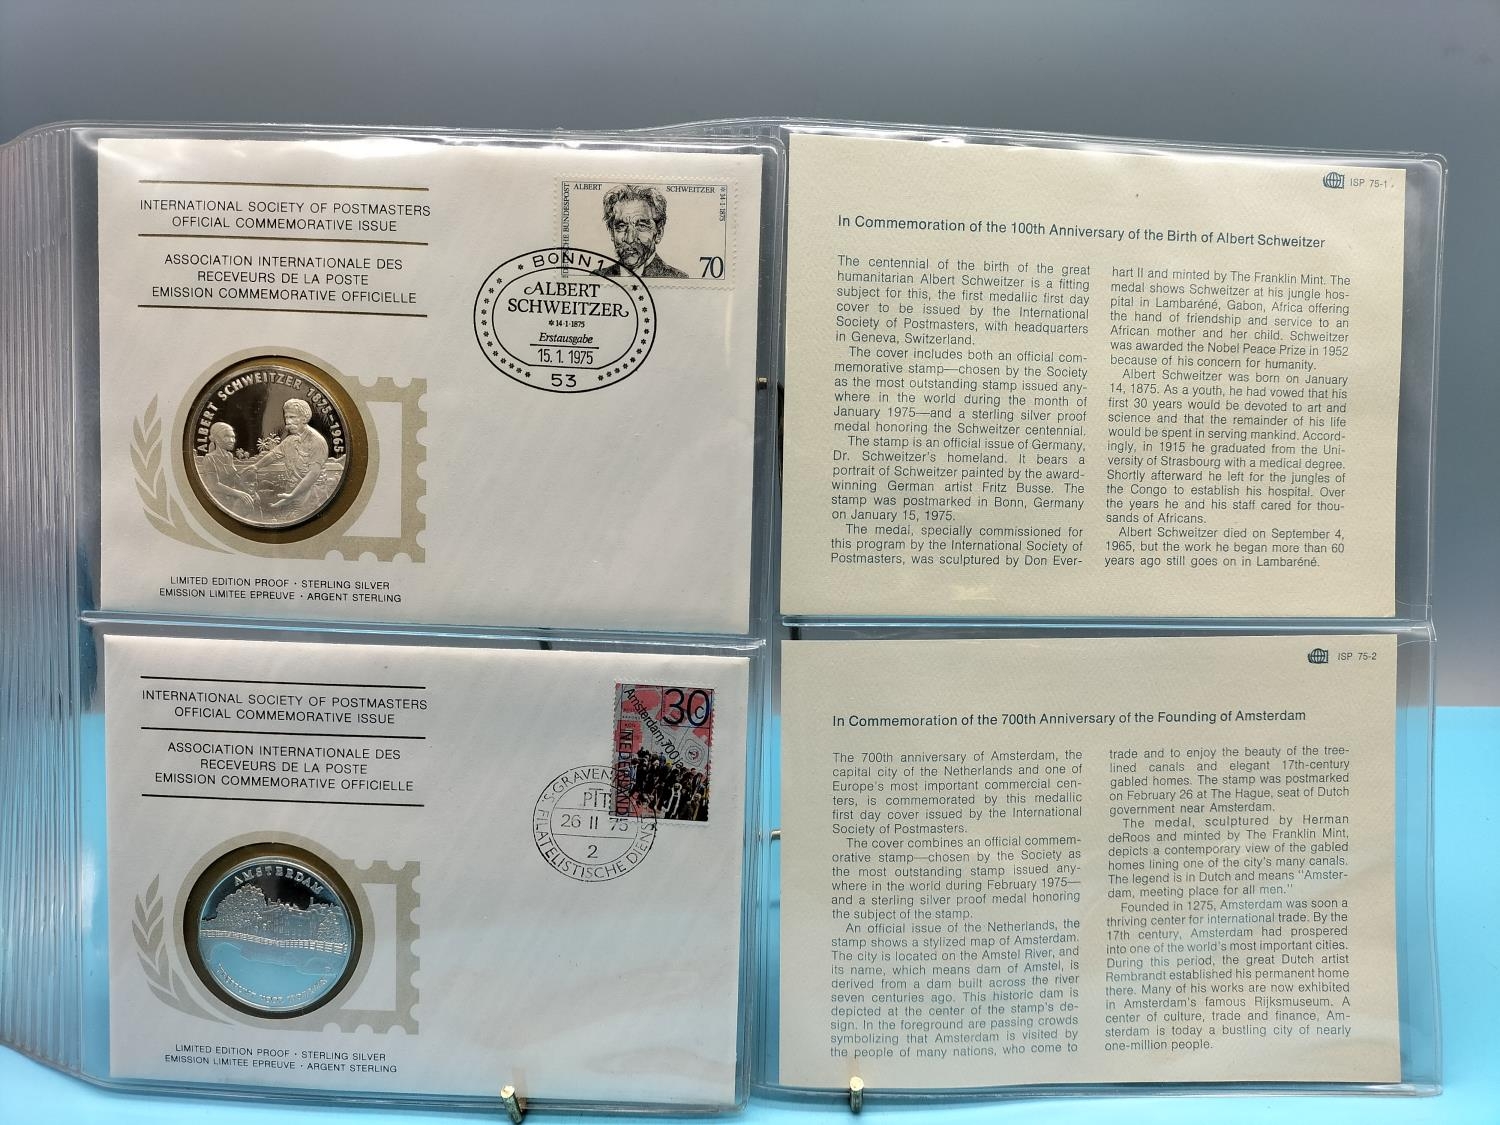 INTERNATIONAL SOCIETY OF POSTMASTERS
OFFICIAL COMMEMORATIVE ISSUE
ASSOCIATION INTERNATIONALE DES
RECEVEURS DE LA POSTE
EMISSION COMMEMORATIVE OFFICIELLE
ALBERT SCHWEITZER 1875-1965
LIMITED EDITION PROOF · STERLING SILVER
EMISSION LIMITEE EPREUVE · ARGENT STERLING
DEUTSCHE BUNDESPOST
ALBERT SCHWEITZER
*14·1·1875
70
* BONN 1 *
ALBERT
SCHWEITZER
*14·1·1875
Erstausgabe
15.1.1975
53
ISP 75-1
In Commemoration of the 100th Anniversary of the Birth of Albert Schweitzer
The centennial of the birth of the great
humanitarian Albert Schweitzer is a fitting
subject for this, the first medallic first day
cover to be issued by the International
Society of Postmasters, with headquarters
in Geneva, Switzerland.
The cover includes both an official com-
memorative stamp—chosen by the Society
as the most outstanding stamp issued any-
where in the world during the month of
January 1975—and a sterling silver proof
medal honoring the Schweitzer centennial.
The stamp is an official issue of Germany,
Dr. Schweitzer's homeland. It bears a
portrait of Schweitzer painted by the award-
winning German artist Fritz Busse. The
stamp was postmarked in Bonn, Germany
on January 15, 1975.
The medal, specially commissioned for
this program by the International Society of
Postmasters, was sculptured by Don Ever-
hart II and minted by The Franklin Mint. The
medal shows Schweitzer at his jungle hos-
pital in Lambaréné, Gabon, Africa offering
the hand of friendship and service to an
African mother and her child. Schweitzer
was awarded the Nobel Peace Prize in 1952
because of his concern for humanity.
Albert Schweitzer was born on January
14, 1875. As a youth, he had vowed that his
first 30 years would be devoted to art and
science and that the remainder of his life
would be spent in serving mankind. Accord-
ingly, in 1915 he graduated from the Uni-
versity of Strasbourg with a medical degree.
Shortly afterward he left for the jungles of
the Congo to establish his hospital. Over
the years he and his staff cared for thou-
sands of Africans.
Albert Schweitzer died on September 4,
1965, but the work he began more than 60
years ago still goes on in Lambaréné.
INTERNATIONAL SOCIETY OF POSTMASTERS
OFFICIAL COMMEMORATIVE ISSUE
ASSOCIATION INTERNATIONALE DES
RECEVEURS DE LA POSTE
EMISSION COMMEMORATIVE OFFICIELLE
AMSTERDAM
LIMITED EDITION PROOF · STERLING SILVER
EMISSION LIMITEE EPREUVE · ARGENT STERLING
30 c
Amsterdam 700
NEDERLAND
26 II 75
2
FILATELISTISCHE DIENST
ISP 75-2
In Commemoration of the 700th Anniversary of the Founding of Amsterdam
The 700th anniversary of Amsterdam, the
capital city of the Netherlands and one of
Europe's most important commercial cen-
ters, is commemorated by this medallic
first day cover issued by the International
Society of Postmasters.
The cover combines an official commem-
orative stamp—chosen by the Society as
the most outstanding stamp issued any-
where in the world during February 1975—
and a sterling silver proof medal honoring
the subject of the stamp.
An official issue of the Netherlands, the
stamp shows a stylized map of Amsterdam.
The city is located on the Amstel River, and
its name, which means dam of Amstel, is
derived from a dam built across the river
seven centuries ago. This historic dam is
depicted at the center of the stamp's de-
sign. In the foreground are passing crowds
symbolizing that Amsterdam is visited by
the people of many nations, who come to
trade and to enjoy the beauty of the tree-
lined canals and elegant 17th-century
gabled homes. The stamp was postmarked
on February 26 at The Hague, seat of Dutch
government near Amsterdam.
The medal, sculptured by Herman
deRoos and minted by The Franklin Mint,
depicts a contemporary view of the gabled
homes lining one of the city's many canals.
The legend is in Dutch and means "Amster-
dam, meeting place for all men."
Founded in 1275, Amsterdam was soon a
thriving center for international trade. By the
17th century, Amsterdam had prospered
into one of the world's most important cities.
During this period, the great Dutch artist
Rembrandt established his permanent home
there. Many of his works are now exhibited
in Amsterdam's famous Rijksmuseum. A
center of culture, trade and finance, Am-
sterdam is today a bustling city of nearly
one-million people.